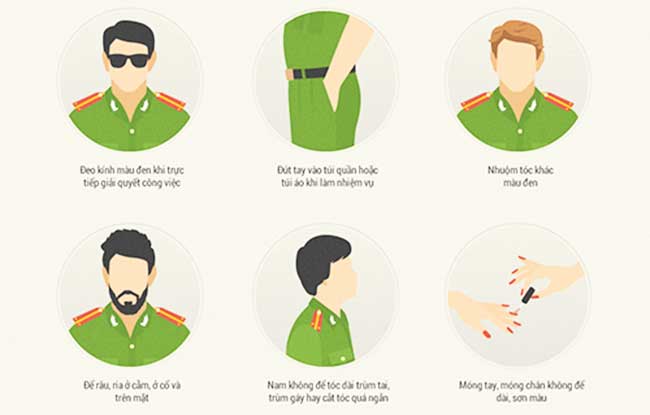 Đeo kính màu đen khi trực
tiếp giải quyết công việc
Đút tay vào túi quần hoặc
túi áo khi làm nhiệm vụ
Nhuộm tóc khác
màu đen
Để râu, ria ở cằm, ở cổ và
trên mặt
Nam không để tóc dài trùm tai,
trùm gáy hay cắt tóc quá ngắn
Móng tay, móng chân không để
dài, sơn màu